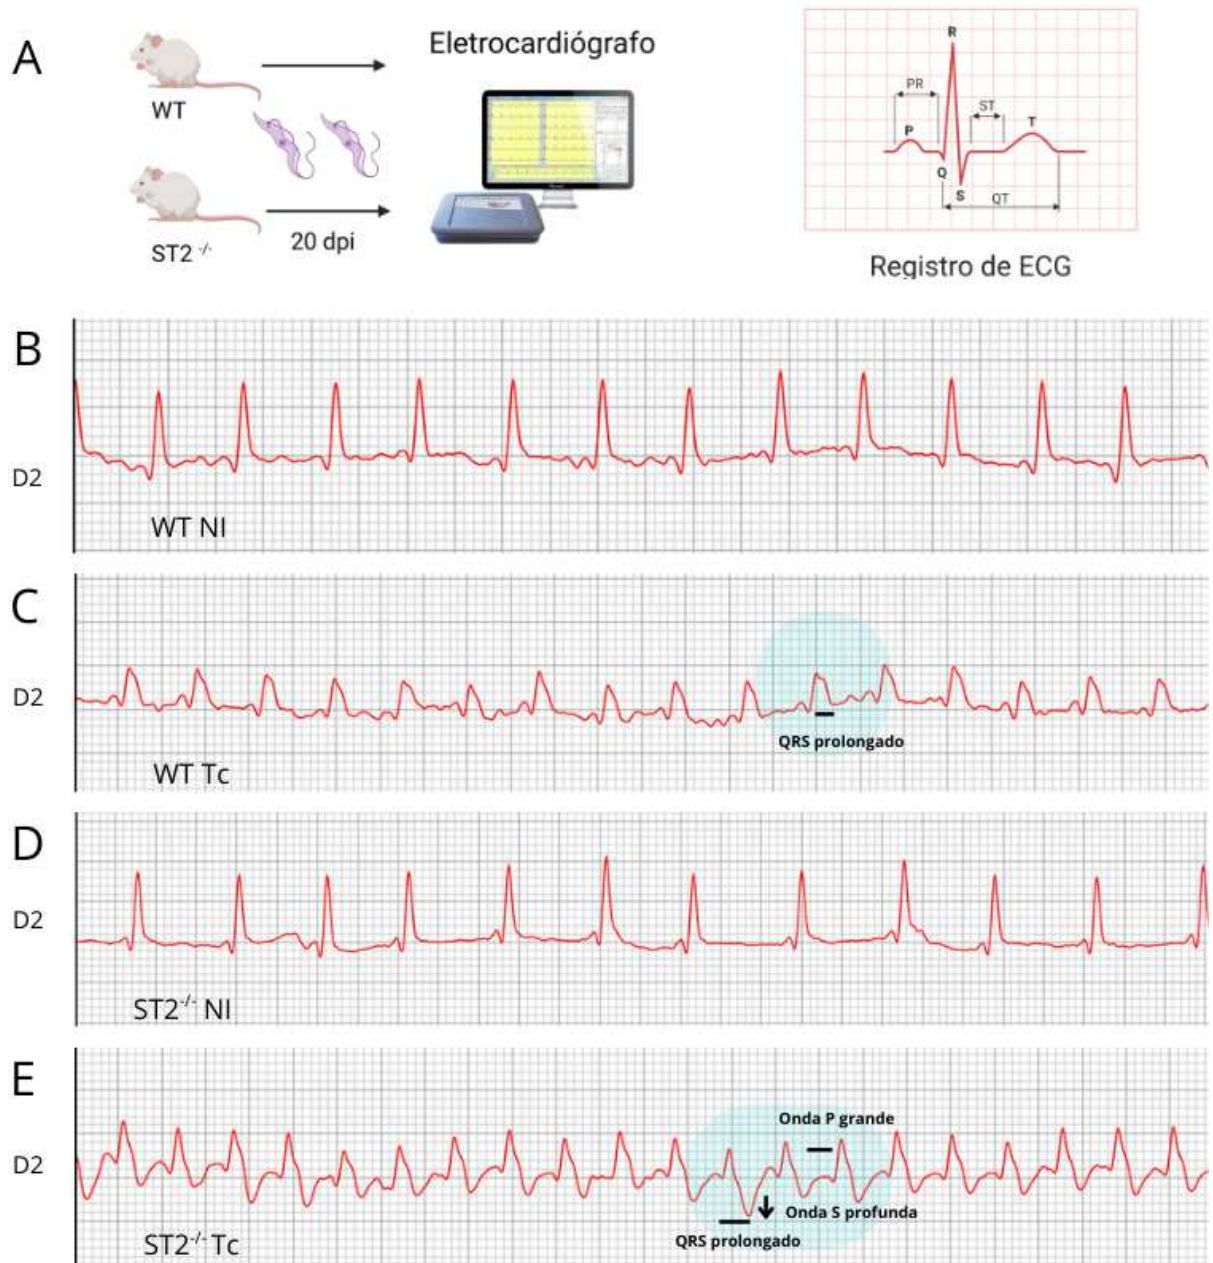 A
Eletrocardiógrafo
WT
ST2 -/-
20 dpi
R
PR
ST
P
T
Q
S
QT
Registro de ECG
B
D2
WT NI
C
D2
QRS prolongado
WT Tc
D
D2
ST2-/- NI
E
Onda P grande
D2
Onda S profunda
QRS prolongado
ST2-/- Tc